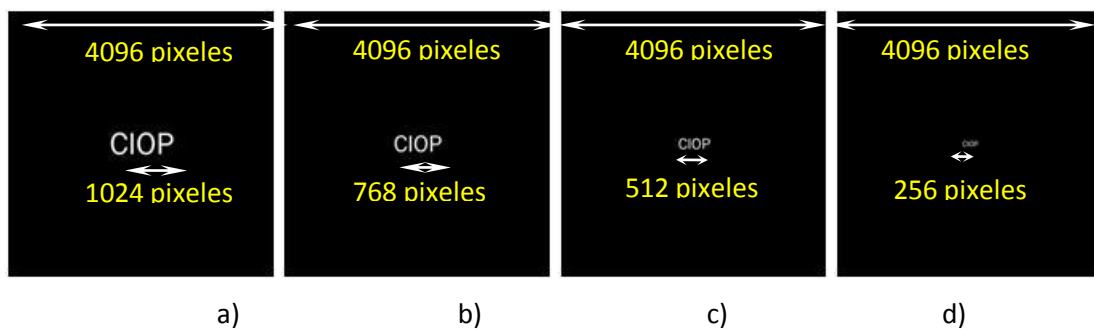 4096 pixeles
4096 pixeles
4096 pixeles
4096 pixeles
CIOP
CIOP
CIOP
CIOP
1024 pixeles
768 pixeles
512 pixeles
256 pixeles
a)
b)
c)
d)